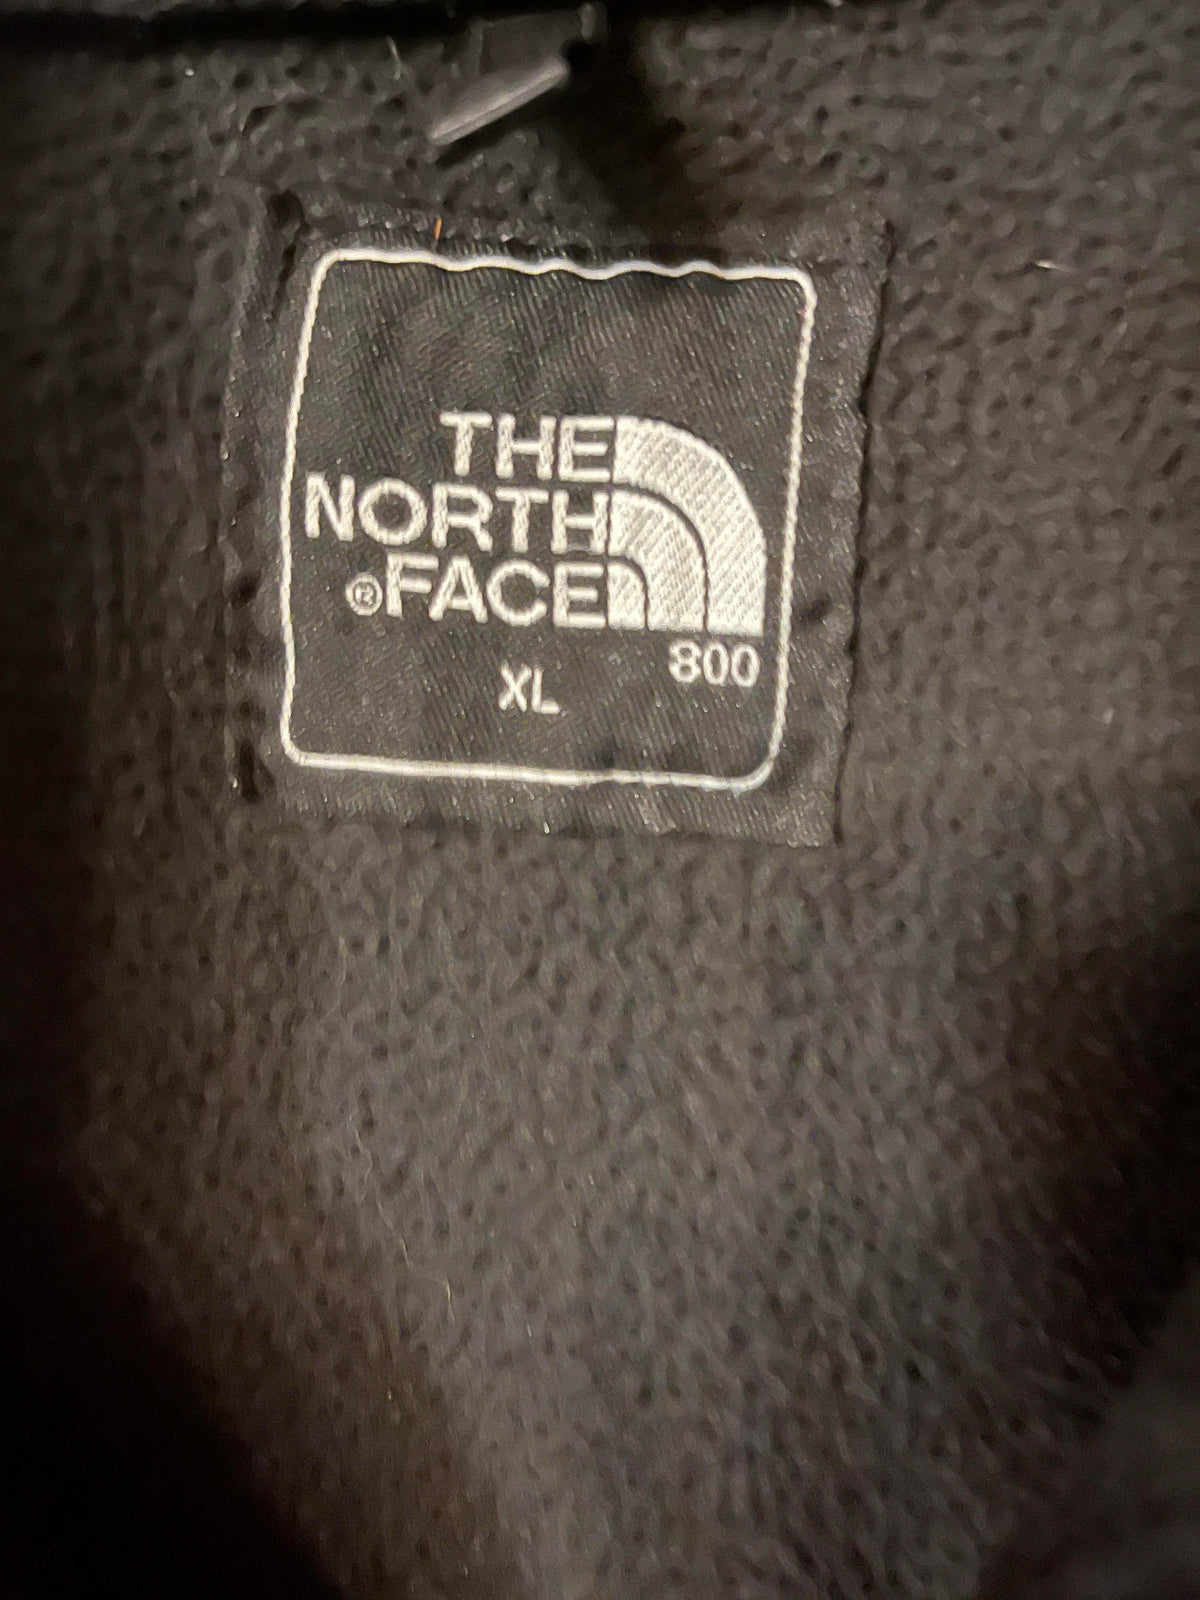 THE
NORTH
®FACE
800
XL